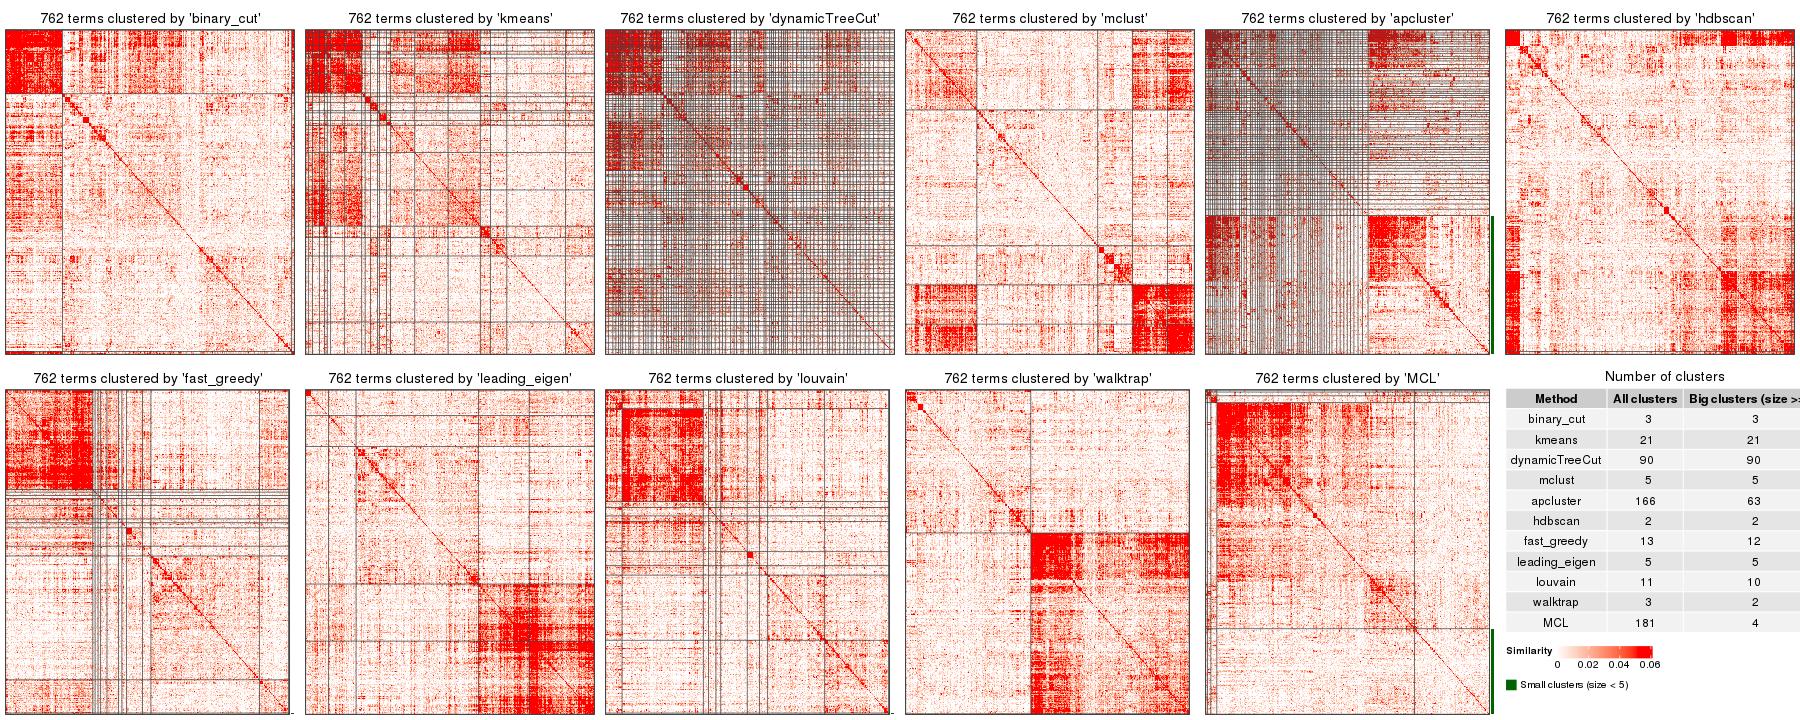 762 terms clustered by 'binary_cut'
762 terms clustered by 'kmeans'
762 terms clustered by 'dynamicTreeCut'
762 terms clustered by 'mclust'
762 terms clustered by 'apcluster'
762 terms clustered by 'hdbscan'
762 terms clustered by 'fast_greedy'
762 terms clustered by 'leading_eigen'
762 terms clustered by 'louvain'
762 terms clustered by 'walktrap'
762 terms clustered by 'MCL'
Number of clusters
Method All clusters Big clusters (size >
binary_cut 3 3
kmeans 21 21
dynamicTreeCut 90 90
mclust 5 5
apcluster 166 63
hdbscan 2 2
fast_greedy 13 12
leading_eigen 5 5
louvain 11 10
walktrap 3 2
MCL 181 4
Similarity
0 0.02 0.04 0.06
Small clusters (size < 5)